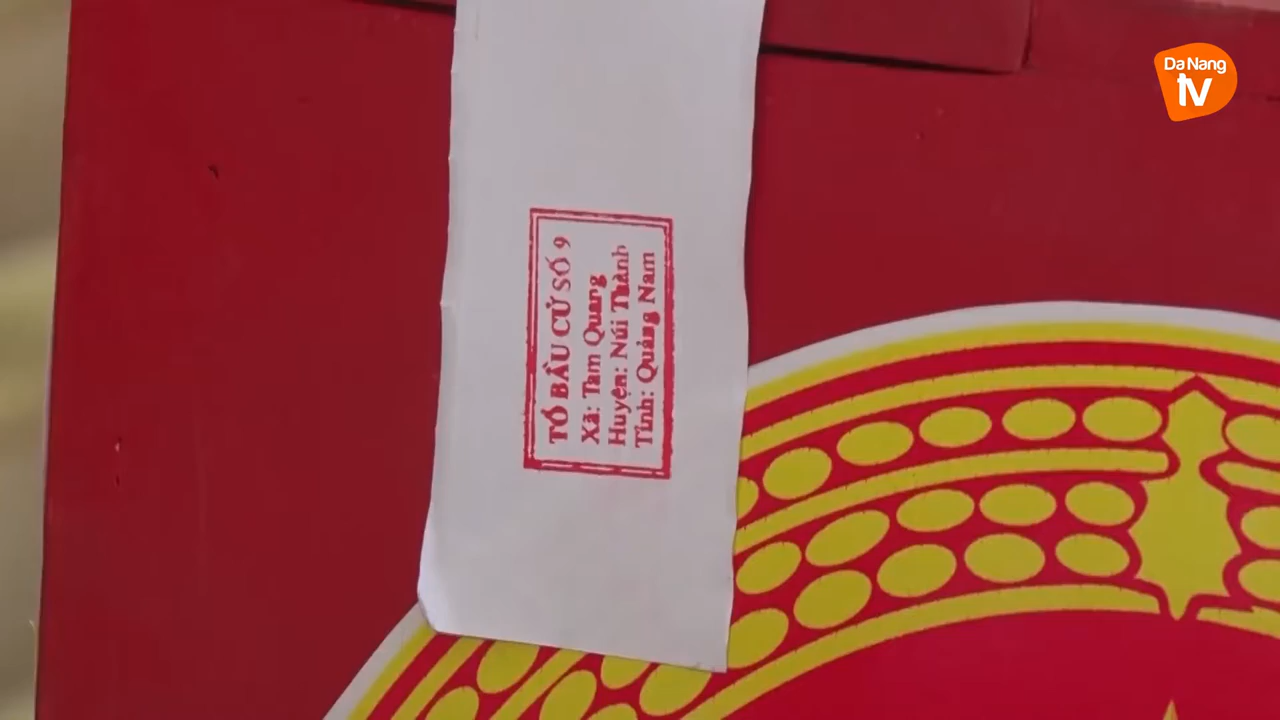 Da Nang
tv
TỔ BẦU CỬ SỐ 9
Xã: Tam Quang
Huyện: Núi Thành
Tỉnh: Quảng Nam